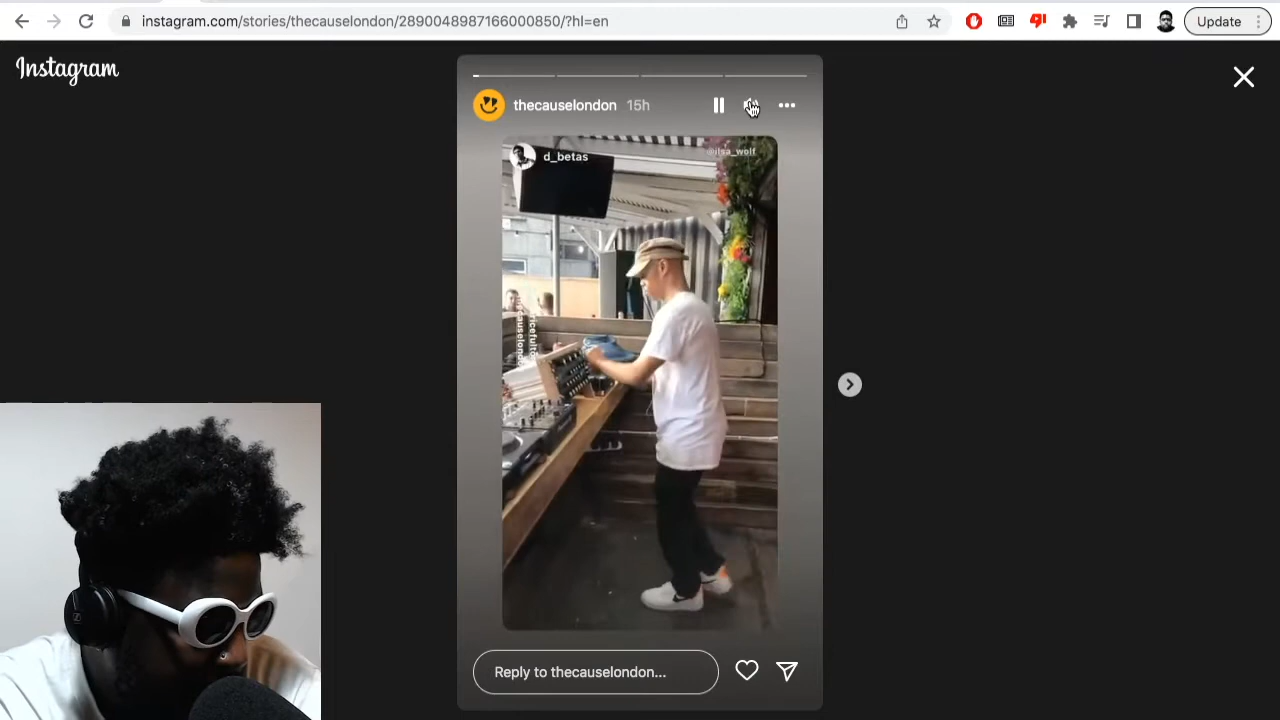 instagram.com/stories/thecauselondon/2890048987166000850/?hl=en
Update
Instagram
thecauselondon 15h
d_betas
@ilsa_wolf
Reply to thecauselondon...